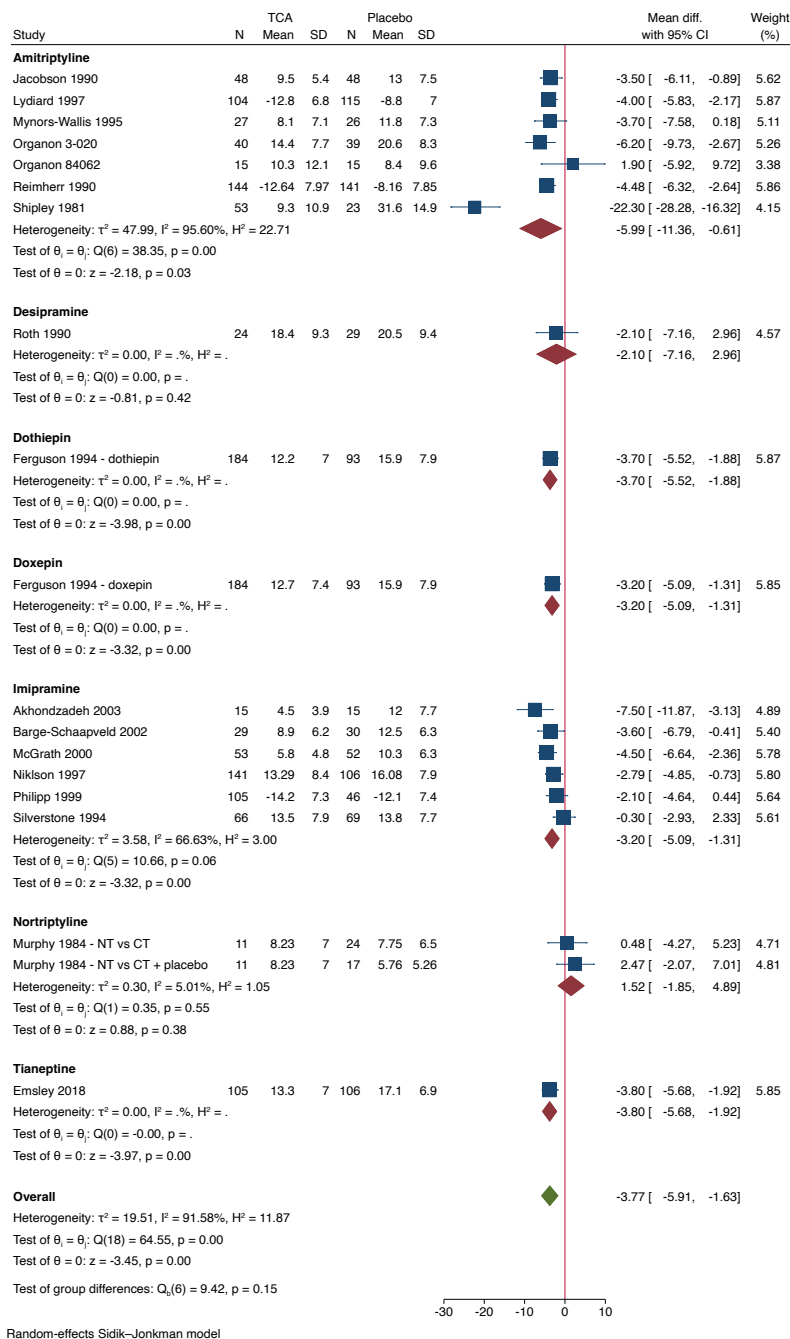 TCA Placebo Mean diff. Weight
Study N Mean SD N Mean SD with 95% CI (%)
Amitriptyline
Jacobson 1990 48 9.5 5.4 48 13 7.5 -3.50 [ -6.11, -0.89] 5.62
Lydiard 1997 104 -12.8 6.8 115 -8.8 7 -4.00 [ -5.83, -2.17] 5.87
Mynors-Wallis 1995 27 8.1 7.1 26 11.8 7.3 -3.70 [ -7.58, 0.18] 5.11
Organon 3-020 40 14.4 7.7 39 20.6 8.3 -6.20 [ -9.73, -2.67] 5.26
Organon 84062 15 10.3 12.1 15 8.4 9.6 1.90 [ -5.92, 9.72] 3.38
Reimherr 1990 144 -12.64 7.97 141 -8.16 7.85 -4.48 [ -6.32, -2.64] 5.86
Shipley 1981 53 9.3 10.9 23 31.6 14.9 -22.30 [ -28.28, -16.32] 4.15
Heterogeneity: τ² = 47.99, I² = 95.60%, H² = 22.71 -5.99 [ -11.36, -0.61]
Test of θᵢ = θⱼ: Q(6) = 38.35, p = 0.00
Test of θ = 0: z = -2.18, p = 0.03
Desipramine
Roth 1990 24 18.4 9.3 29 20.5 9.4 -2.10 [ -7.16, 2.96] 4.57
Heterogeneity: τ² = 0.00, I² = .%, H² = . -2.10 [ -7.16, 2.96]
Test of θᵢ = θⱼ: Q(0) = 0.00, p = .
Test of θ = 0: z = -0.81, p = 0.42
Dothiepin
Ferguson 1994 - dothiepin 184 12.2 7 93 15.9 7.9 -3.70 [ -5.52, -1.88] 5.87
Heterogeneity: τ² = 0.00, I² = .%, H² = . -3.70 [ -5.52, -1.88]
Test of θᵢ = θⱼ: Q(0) = 0.00, p = .
Test of θ = 0: z = -3.98, p = 0.00
Doxepin
Ferguson 1994 - doxepin 184 12.7 7.4 93 15.9 7.9 -3.20 [ -5.09, -1.31] 5.85
Heterogeneity: τ² = 0.00, I² = .%, H² = . -3.20 [ -5.09, -1.31]
Test of θᵢ = θⱼ: Q(0) = 0.00, p = .
Test of θ = 0: z = -3.32, p = 0.00
Imipramine
Akhondzadeh 2003 15 4.5 3.9 15 12 7.7 -7.50 [ -11.87, -3.13] 4.89
Barge-Schaapveld 2002 29 8.9 6.2 30 12.5 6.3 -3.60 [ -6.79, -0.41] 5.40
McGrath 2000 53 5.8 4.8 52 10.3 6.3 -4.50 [ -6.64, -2.36] 5.78
Niklson 1997 141 13.29 8.4 106 16.08 7.9 -2.79 [ -4.85, -0.73] 5.80
Philipp 1999 105 -14.2 7.3 46 -12.1 7.4 -2.10 [ -4.64, 0.44] 5.64
Silverstone 1994 66 13.5 7.9 69 13.8 7.7 -0.30 [ -2.93, 2.33] 5.61
Heterogeneity: τ² = 3.58, I² = 66.63%, H² = 3.00 -3.20 [ -5.09, -1.31]
Test of θᵢ = θⱼ: Q(5) = 10.66, p = 0.06
Test of θ = 0: z = -3.32, p = 0.00
Nortriptyline
Murphy 1984 - NT vs CT 11 8.23 7 24 7.75 6.5 0.48 [ -4.27, 5.23] 4.71
Murphy 1984 - NT vs CT + placebo 11 8.23 7 17 5.76 5.26 2.47 [ -2.07, 7.01] 4.81
Heterogeneity: τ² = 0.30, I² = 5.01%, H² = 1.05 1.52 [ -1.85, 4.89]
Test of θᵢ = θⱼ: Q(1) = 0.35, p = 0.55
Test of θ = 0: z = 0.88, p = 0.38
Tianeptine
Emsley 2018 105 13.3 7 106 17.1 6.9 -3.80 [ -5.68, -1.92] 5.85
Heterogeneity: τ² = 0.00, I² = .%, H² = . -3.80 [ -5.68, -1.92]
Test of θᵢ = θⱼ: Q(0) = -0.00, p = .
Test of θ = 0: z = -3.97, p = 0.00
Overall -3.77 [ -5.91, -1.63]
Heterogeneity: τ² = 19.51, I² = 91.58%, H² = 11.87
Test of θᵢ = θⱼ: Q(18) = 64.55, p = 0.00
Test of θ = 0: z = -3.45, p = 0.00
Test of group differences: Q_b(6) = 9.42, p = 0.15
-30 -20 -10 0 10
Random-effects Sidik–Jonkman model